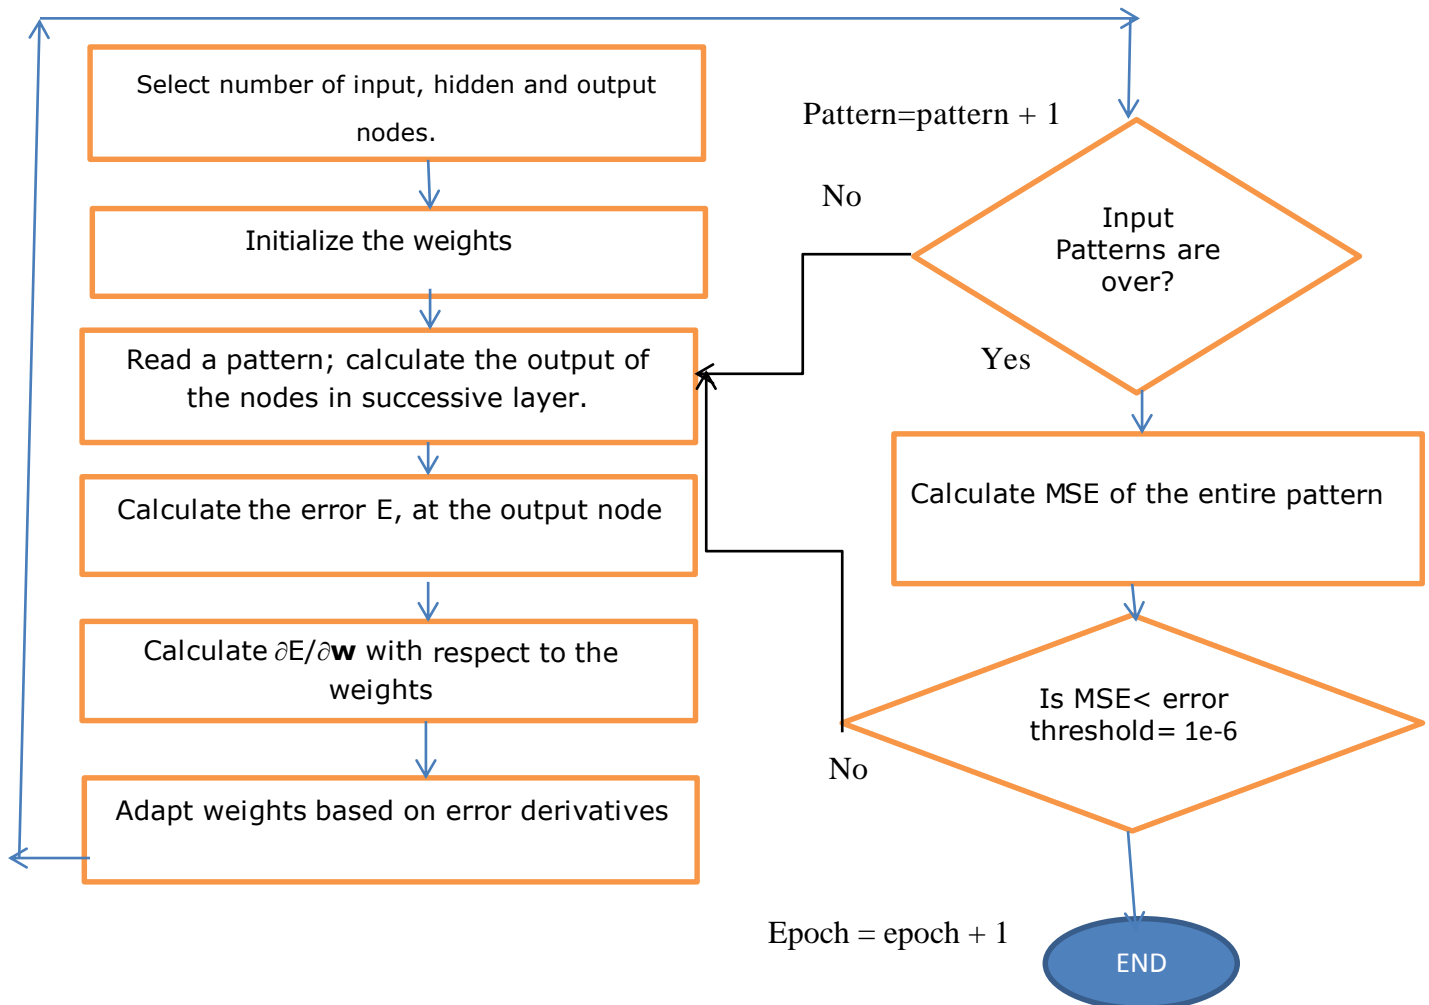 Select number of input, hidden and output
nodes.
Initialize the weights
Read a pattern; calculate the output of
the nodes in successive layer.
Calculate the error E, at the output node
Calculate ∂E/∂w with respect to the
weights
Adapt weights based on error derivatives
Pattern=pattern + 1
No
Input
Patterns are
over?
Yes
Calculate MSE of the entire pattern
Is MSE< error
threshold= 1e-6
No
Epoch = epoch + 1
END